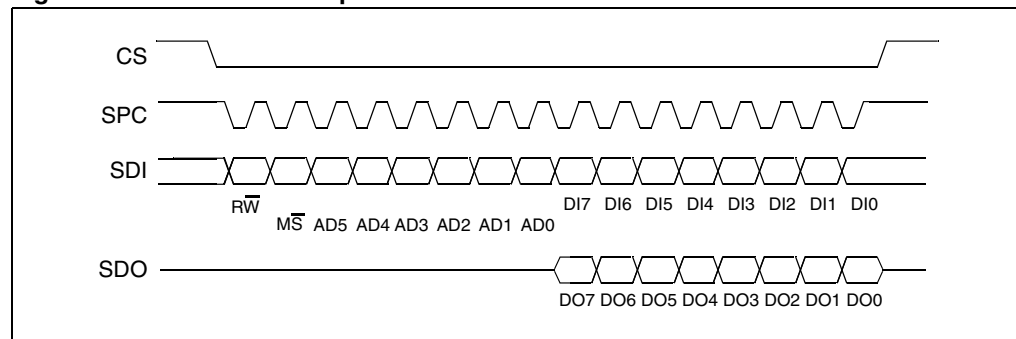 CS
SPC
SDI
RW̅ DI7 DI6 DI5 DI4 DI3 DI2 DI1 DI0
MS̅ AD5 AD4 AD3 AD2 AD1 AD0
SDO
DO7 DO6 DO5 DO4 DO3 DO2 DO1 DO0